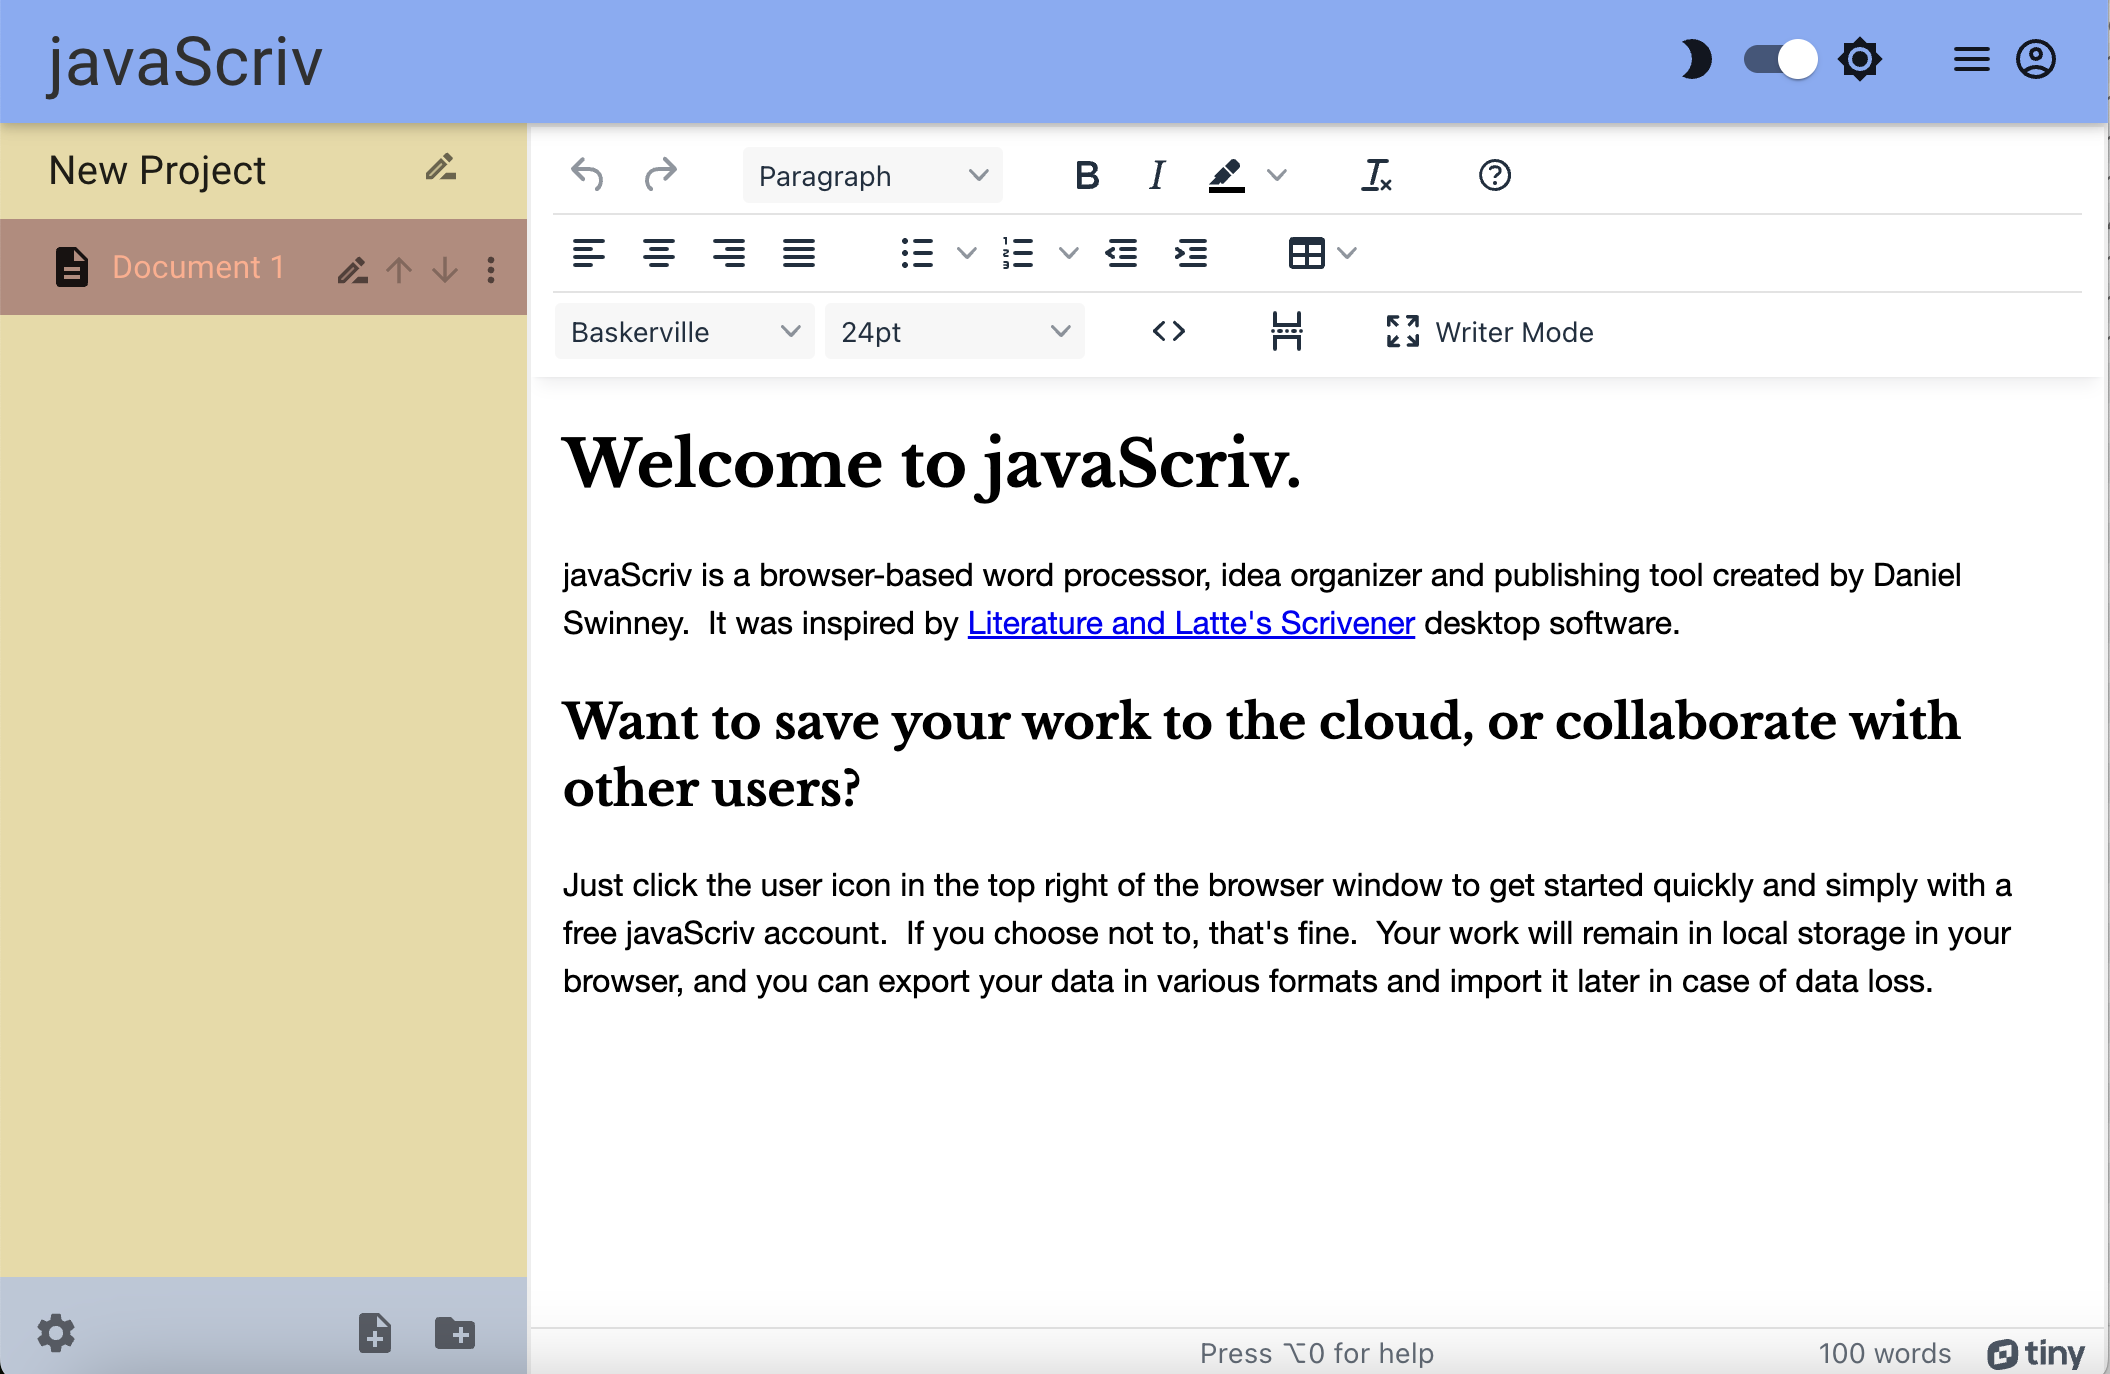 javaScriv
New Project
Document 1
Paragraph
B I
Baskerville 24pt Writer Mode
Welcome to javaScriv.
javaScriv is a browser-based word processor, idea organizer and publishing tool created by Daniel
Swinney.  It was inspired by Literature and Latte's Scrivener desktop software.
Want to save your work to the cloud, or collaborate with
other users?
Just click the user icon in the top right of the browser window to get started quickly and simply with a
free javaScriv account.  If you choose not to, that's fine.  Your work will remain in local storage in your
browser, and you can export your data in various formats and import it later in case of data loss.
Press ⌥0 for help 100 words tiny